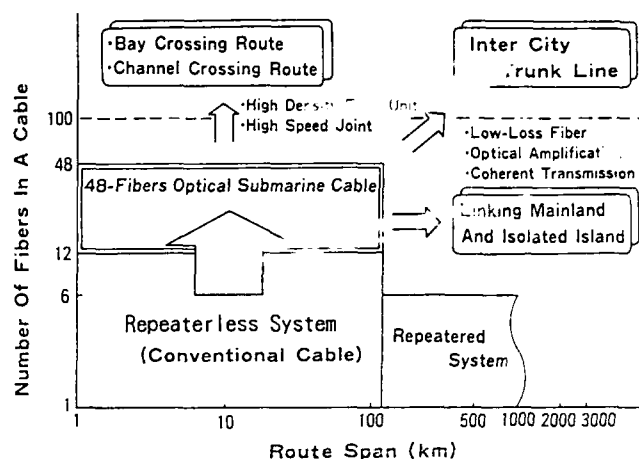 ·Bay Crossing Route
·Channel Crossing Route
Inter City
Trunk Line
·High Unit
·High Speed Joint
·Low-Loss Fiber
·Optical
·Coherent Transmission
Linking Mainland
And Isolated Island
48-Fibers Optical Submarine Cable
Repeaterless System
(Conventional Cable)
Repeatered
System
Number Of Fibers In A Cable
100
48
12
6
1
1 10 100 500 1000 2000 3000
Route Span (km)